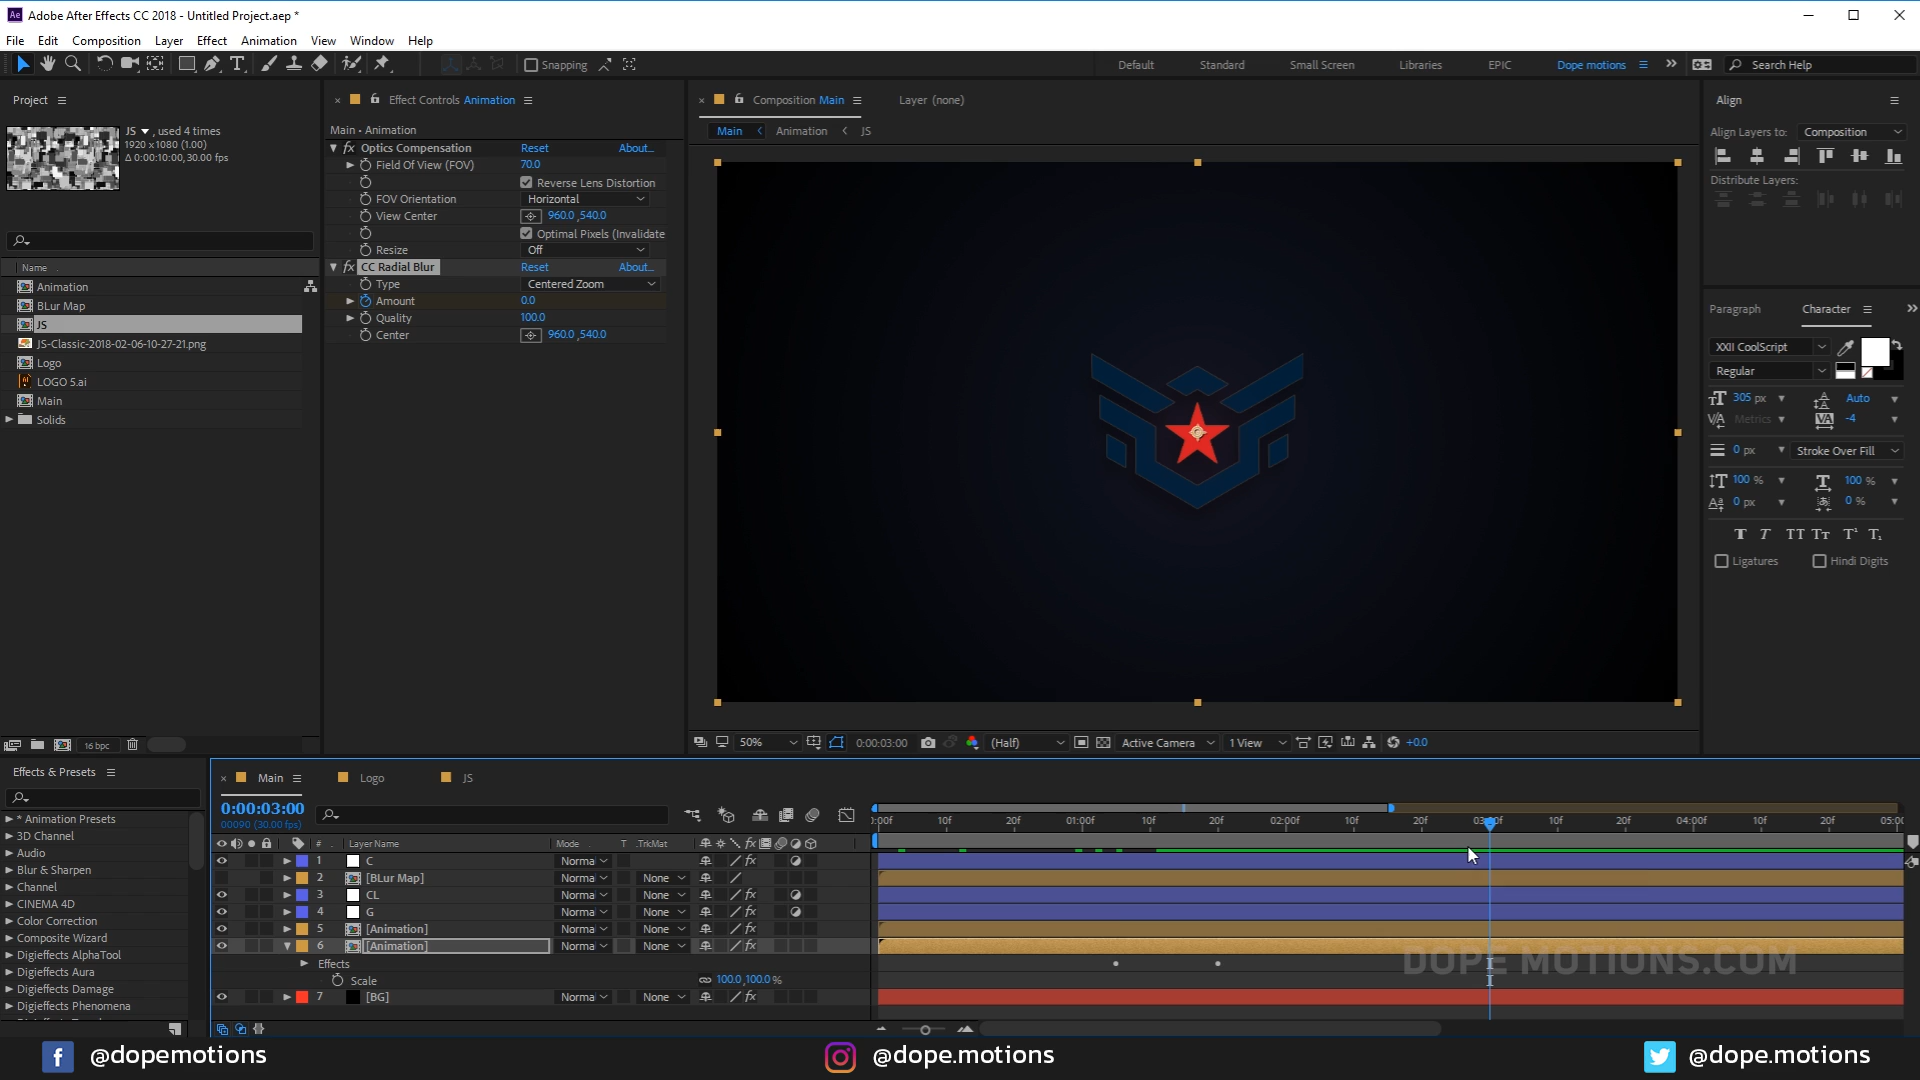 Adobe After Effects CC 2018 - Untitled Project.aep *
File Edit Composition Layer Effect Animation View Window Help
Snapping Default Standard Small Screen Libraries EPIC Dope motions Search Help
Project
JS , used 4 times
1920 x1080 (1.00)
Δ 0:00:10:00, 30.00 fps
Name
Animation
BLur Map
JS
JS-Classic-2018-02-06-10-27-21.png
Logo
LOGO 5.ai
Main
Solids
16 bpc
Effect Controls Animation
Main • Animation
fx Optics Compensation Reset About...
Field Of View (FOV) 70.0
Reverse Lens Distortion
FOV Orientation Horizontal
View Center 960.0 ,540.0
Optimal Pixels (Invalidate
Resize Off
fx CC Radial Blur Reset About...
Type Centered Zoom
Amount 0.0
Quality 100.0
Center 960.0 ,540.0
Composition Main Layer (none)
Main Animation JS
50% 0:00:03:00 (Half) Active Camera 1 View +0.0
Align
Align Layers to: Composition
Distribute Layers:
Paragraph Character
XXII CoolScript
Regular
305 px Auto
Metrics -4
0 px Stroke Over Fill
100 % 100 %
0 px 0 %
Ligatures Hindi Digits
Effects & Presets
* Animation Presets
3D Channel
Audio
Blur & Sharpen
Channel
CINEMA 4D
Color Correction
Composite Wizard
Digieffects AlphaTool
Digieffects Aura
Digieffects Damage
Digieffects Phenomena
Main Logo JS
0:00:03:00
00090 (30.00 fps)
:00f 10f 20f 01:00f 10f 20f 02:00f 10f 20f 03:00f 10f 20f 04:00f 10f 20f 05:00
# Layer Name Mode T .TrkMat
1 C Norma
2 [BLur Map] Norma None
3 CL Norma None
4 G Norma None
5 [Animation] Norma None
6 [Animation] Norma None
Effects
Scale 100.0 ,100.0 %
7 [BG] Norma None
DOPE MOTIONS.COM
@dopemotions @dope.motions @dope.motions